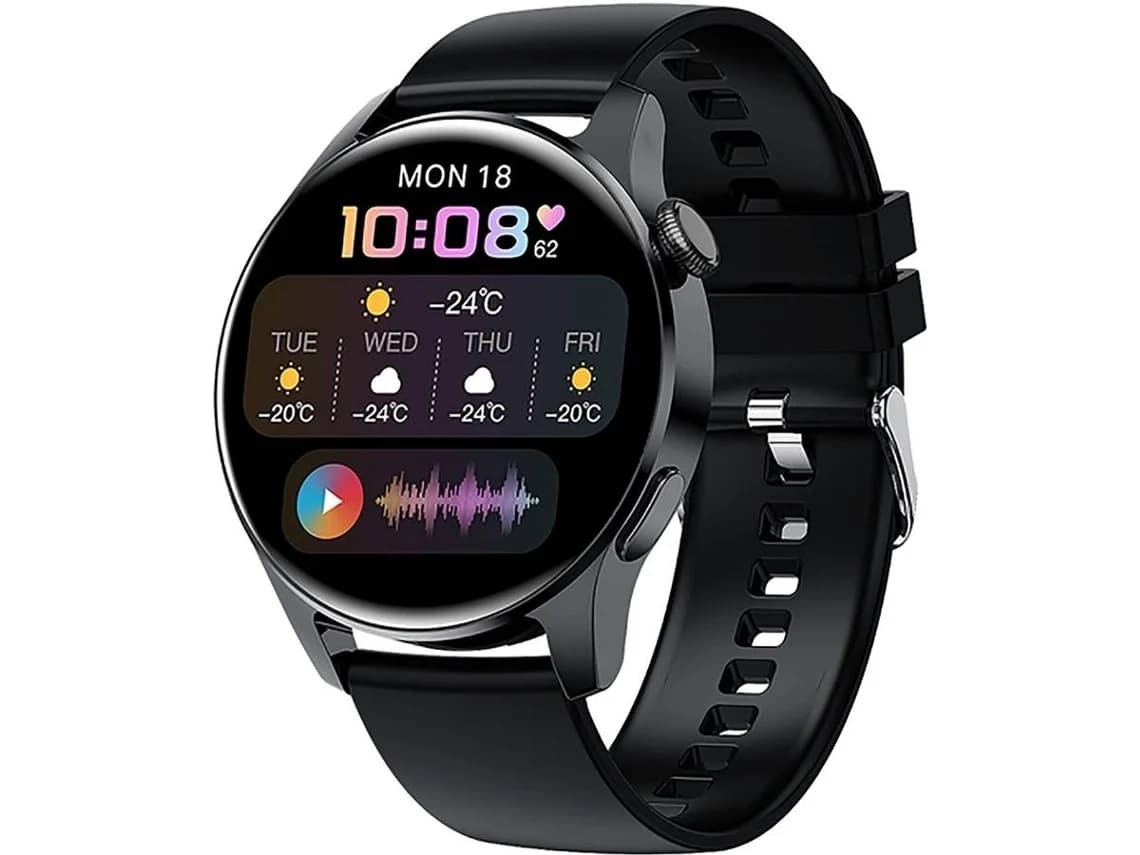 MON 18
10:08
62
–24℃
TUE WED THU FRI
–20℃ –24℃ –24℃ –20℃